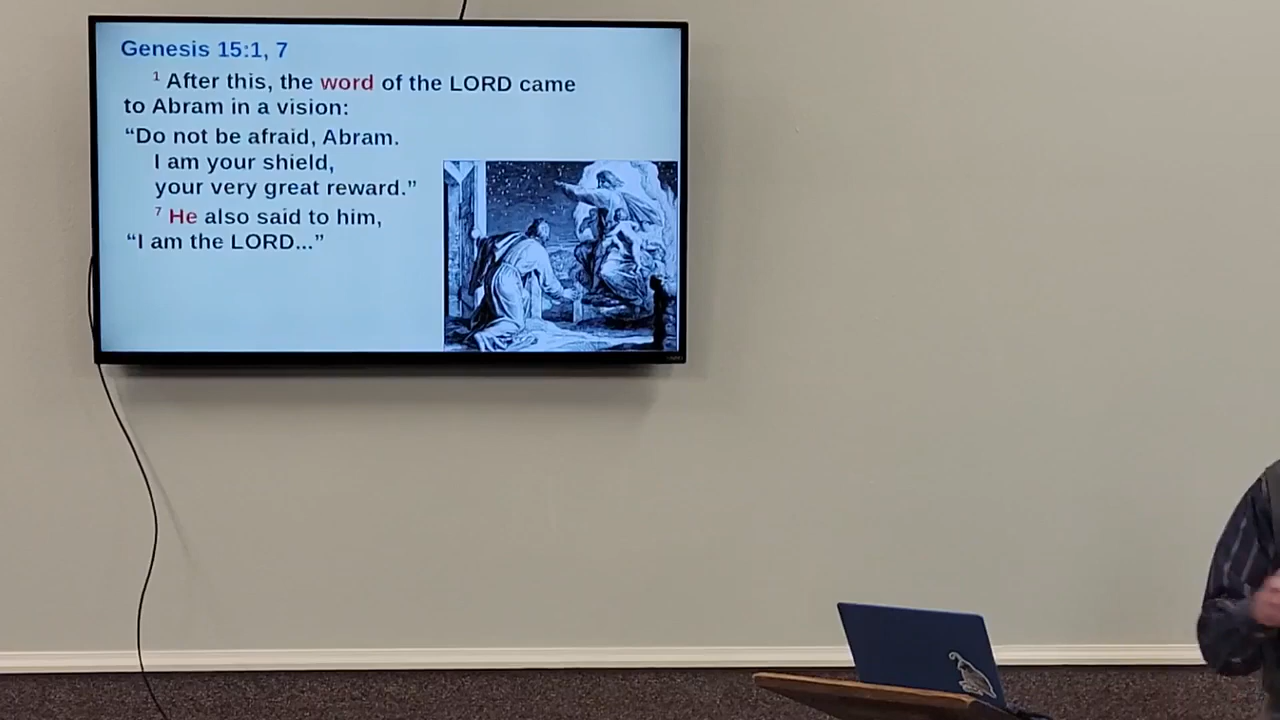 Genesis 15:1, 7
¹ After this, the word of the LORD came
to Abram in a vision:
“Do not be afraid, Abram.
I am your shield,
your very great reward.”
⁷ He also said to him,
“I am the LORD...”